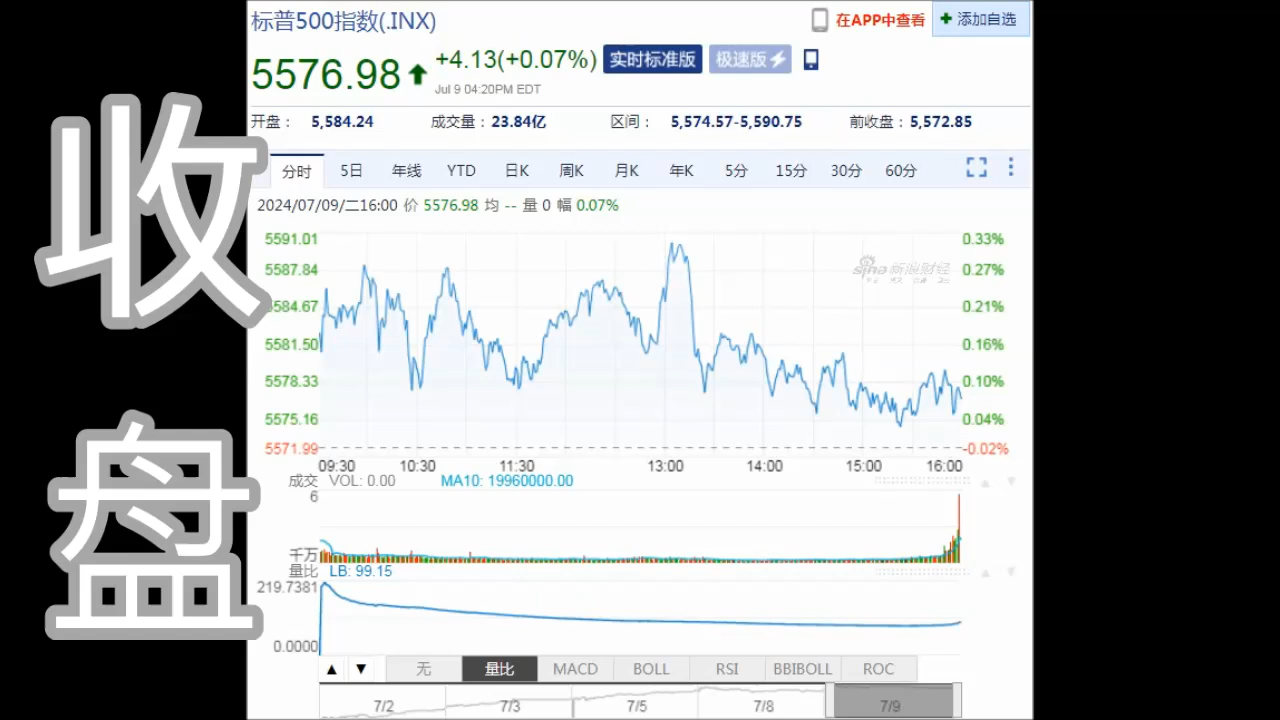 收盘
标普500指数(.INX)
在APP中查看
添加自选
5576.98
+4.13(+0.07%)
实时标准版
极速版
Jul 9 04:20PM EDT
开盘： 5,584.24
成交量：23.84亿
区间： 5,574.57-5,590.75
前收盘：5,572.85
分时 5日 年线 YTD 日K 周K 月K 年K 5分 15分 30分 60分
2024/07/09/二16:00 价 5576.98 均 -- 量 0 幅 0.07%
5591.01 0.33%
sina 新浪财经
5587.84 0.27%
5584.67 0.21%
5581.50 0.16%
5578.33 0.10%
5575.16 0.04%
5571.99 -0.02%
09:30 10:30 11:30 13:00 14:00 15:00 16:00
成交 VOL: 0.00 MA10: 19960000.00
6
千万
量比 LB: 99.15
219.7381
0.0000
▲ ▼ 无 量比 MACD BOLL RSI BBIBOLL ROC
7/2 7/3 7/5 7/8 7/9